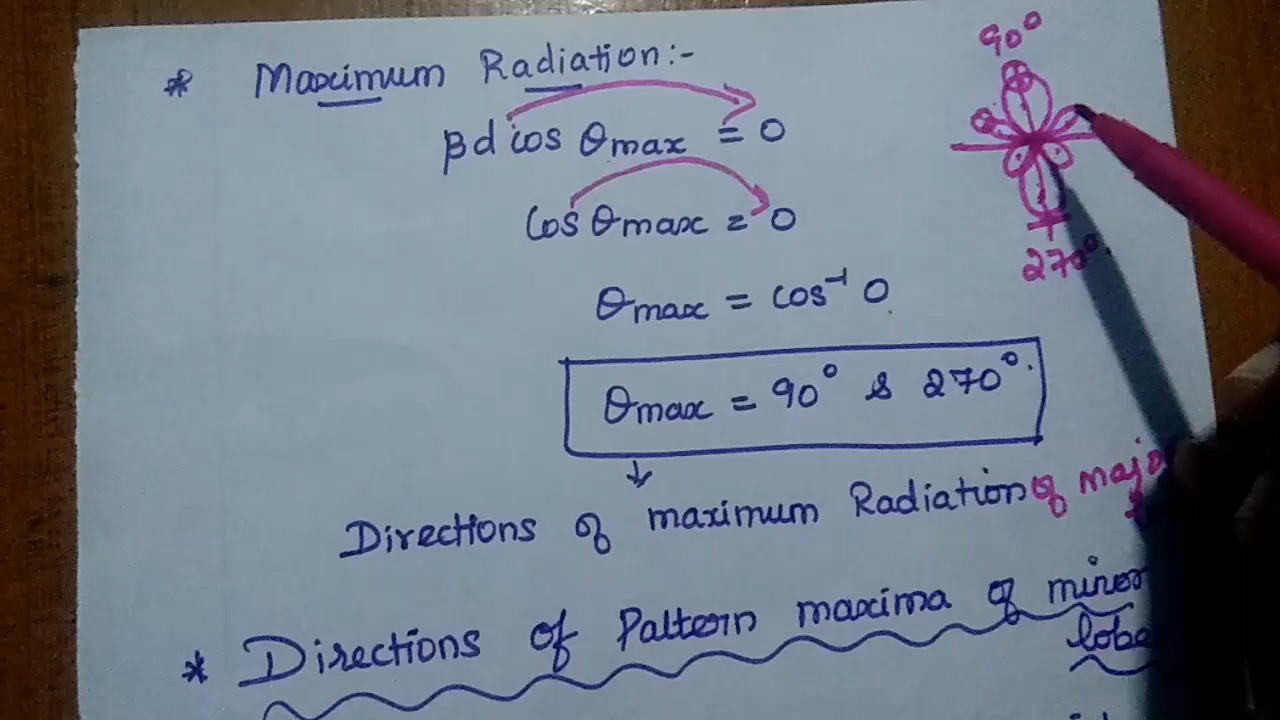 * Maximum Radiation:-
90°
βd cos θmax = 0
cos θmax = 0
270°
θmax = cos⁻¹ 0
θmax = 90° & 270°.
Directions of maximum Radiation of
* Directions of Pattern maxima of minor
lobe